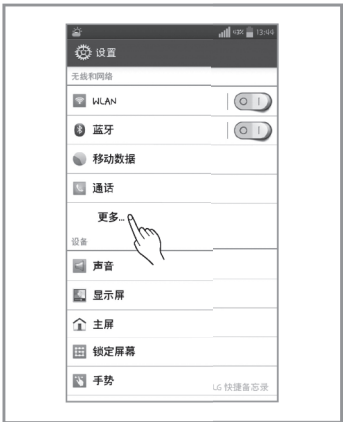 43% 13:44
设置
无线和网络
WLAN
蓝牙
移动数据
通话
更多...
设备
声音
显示屏
主屏
锁定屏幕
手势
LG 快捷备忘录